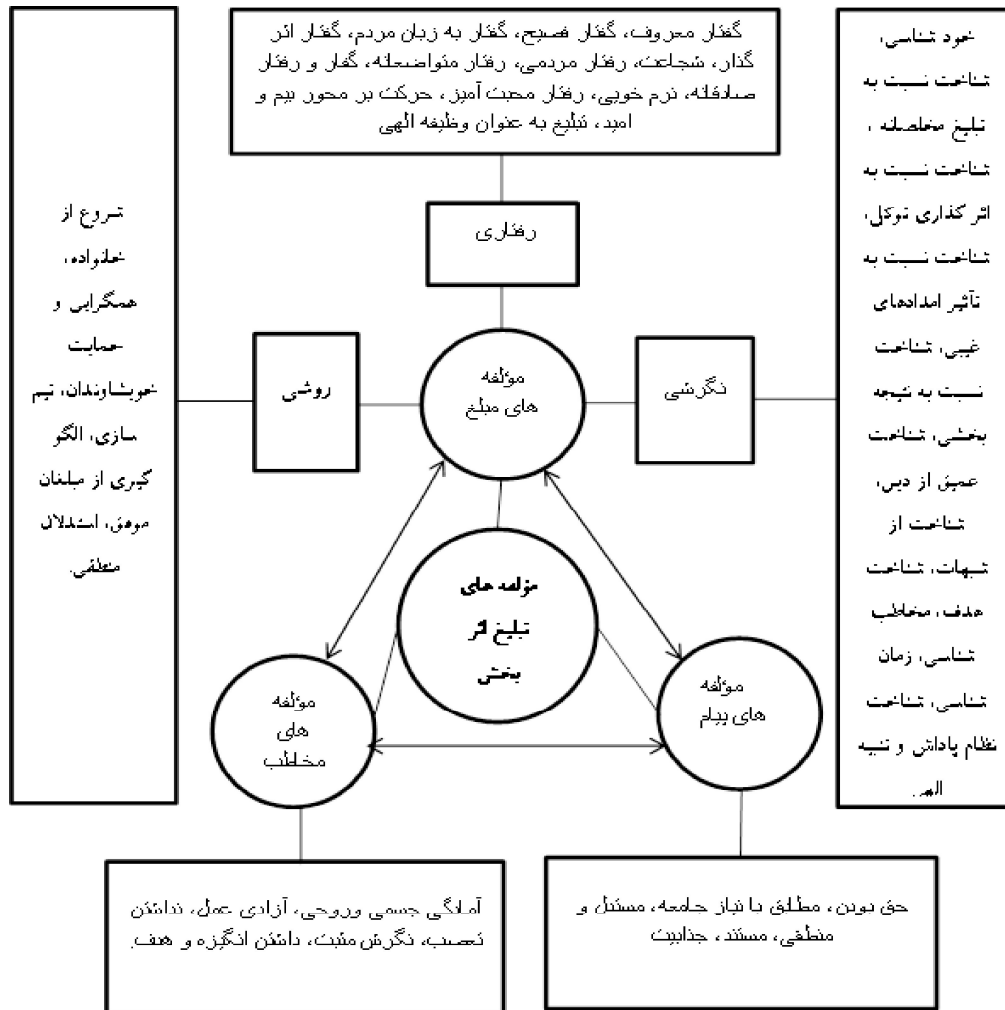 گفتار معروف، گفتار فصیح، گفتار به زبان مردم، گفتار اثر
گذار، شجاعت، رفتار مردمی، رفتار متواضعانه، گفار و رفتار
صادقانه، نرم خویی، رفتار محبت آمیز، حرکت بر محور بیم و
امید، تبلیغ به عنوان وظیفه الهی
رفتاری
خود شناسی،
شناخت نسبت به
تبلیغ مخلصانه ،
شناخت نسبت به
اثر گذاری توکل،
شناخت نسبت به
تأثیر امدادهای
غیبی، شناخت
نسبت به نتیجه
بخشی، شناخت
عمیق از دین،
شناخت از
شبهات، شناخت
هدف، مخاطب
شناسی، زمان
شناسی، شناخت
نظام پاداش و تنبیه
الهی
نگرشی
مؤلفه
های مبلغ
روشی
شروع از
خانواده،
همگرایی و
حمایت
خویشاوندان، تیم
سازی، الگو
گیری از مبلغان
موفق، استدلال
منطقی.
مؤلفه های
تبلیغ اثر
بخش
مؤلفه
های پیام
مؤلفه
های
مخاطب
حق بودن، مطلق با نیاز جامعه، مستدل و
منطقی، مستند، جذابیت
آمادگی جسمی وروحی، آزادی عمل، نداشتن
تعصب، نگرش مثبت، داشتن انگیزه و هدف.